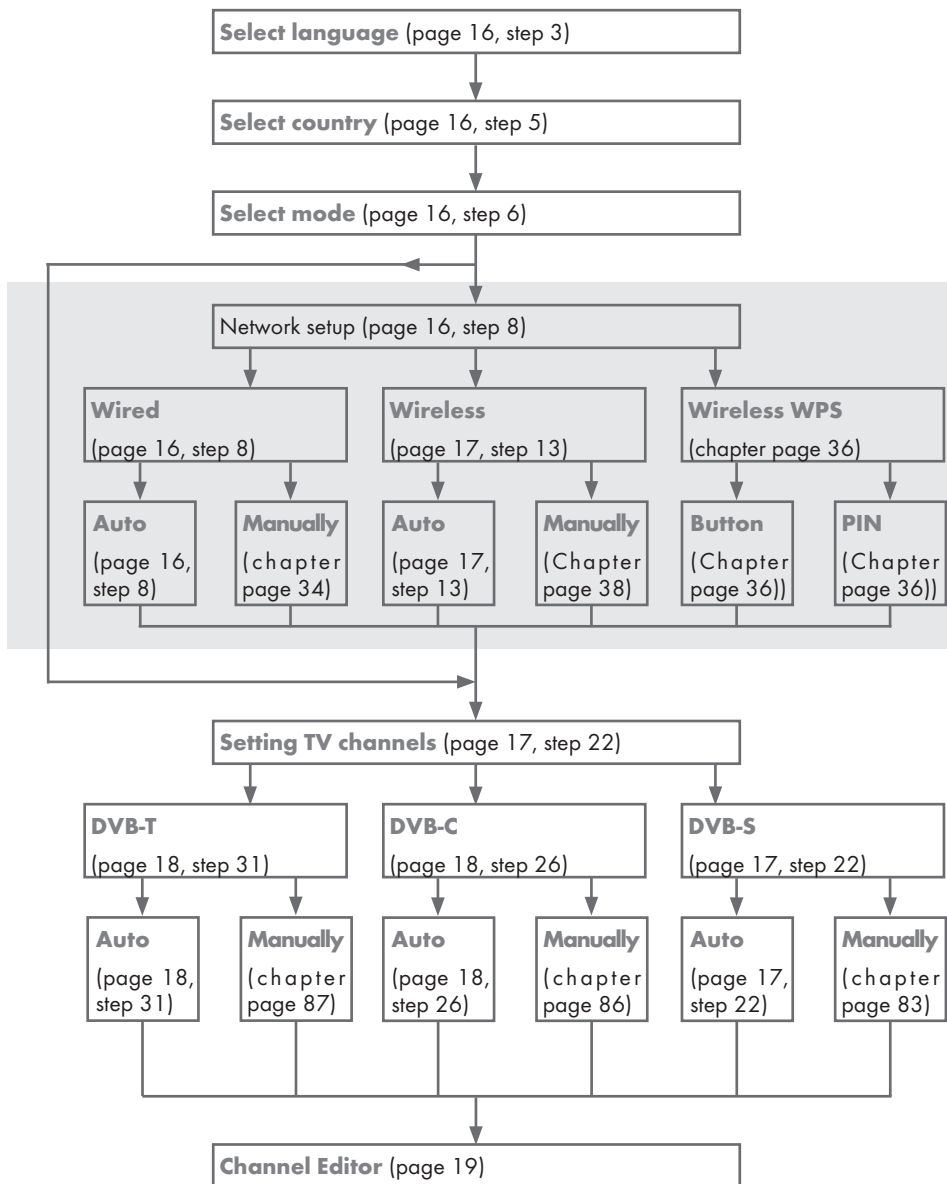 Select language (page 16, step 3)
Select country (page 16, step 5)
Select mode (page 16, step 6)
Network setup (page 16, step 8)
Wired
(page 16, step 8)
Wireless
(page 17, step 13)
Wireless WPS
(chapter page 36)
Auto
(page 16,
step 8)
Manually
(chapter
page 34)
Auto
(page 17,
step 13)
Manually
(Chapter
page 38)
Button
(Chapter
page 36))
PIN
(Chapter
page 36))
Setting TV channels (page 17, step 22)
DVB-T
(page 18, step 31)
DVB-C
(page 18, step 26)
DVB-S
(page 17, step 22)
Auto
(page 18,
step 31)
Manually
(chapter
page 87)
Auto
(page 18,
step 26)
Manually
(chapter
page 86)
Auto
(page 17,
step 22)
Manually
(chapter
page 83)
Channel Editor (page 19)